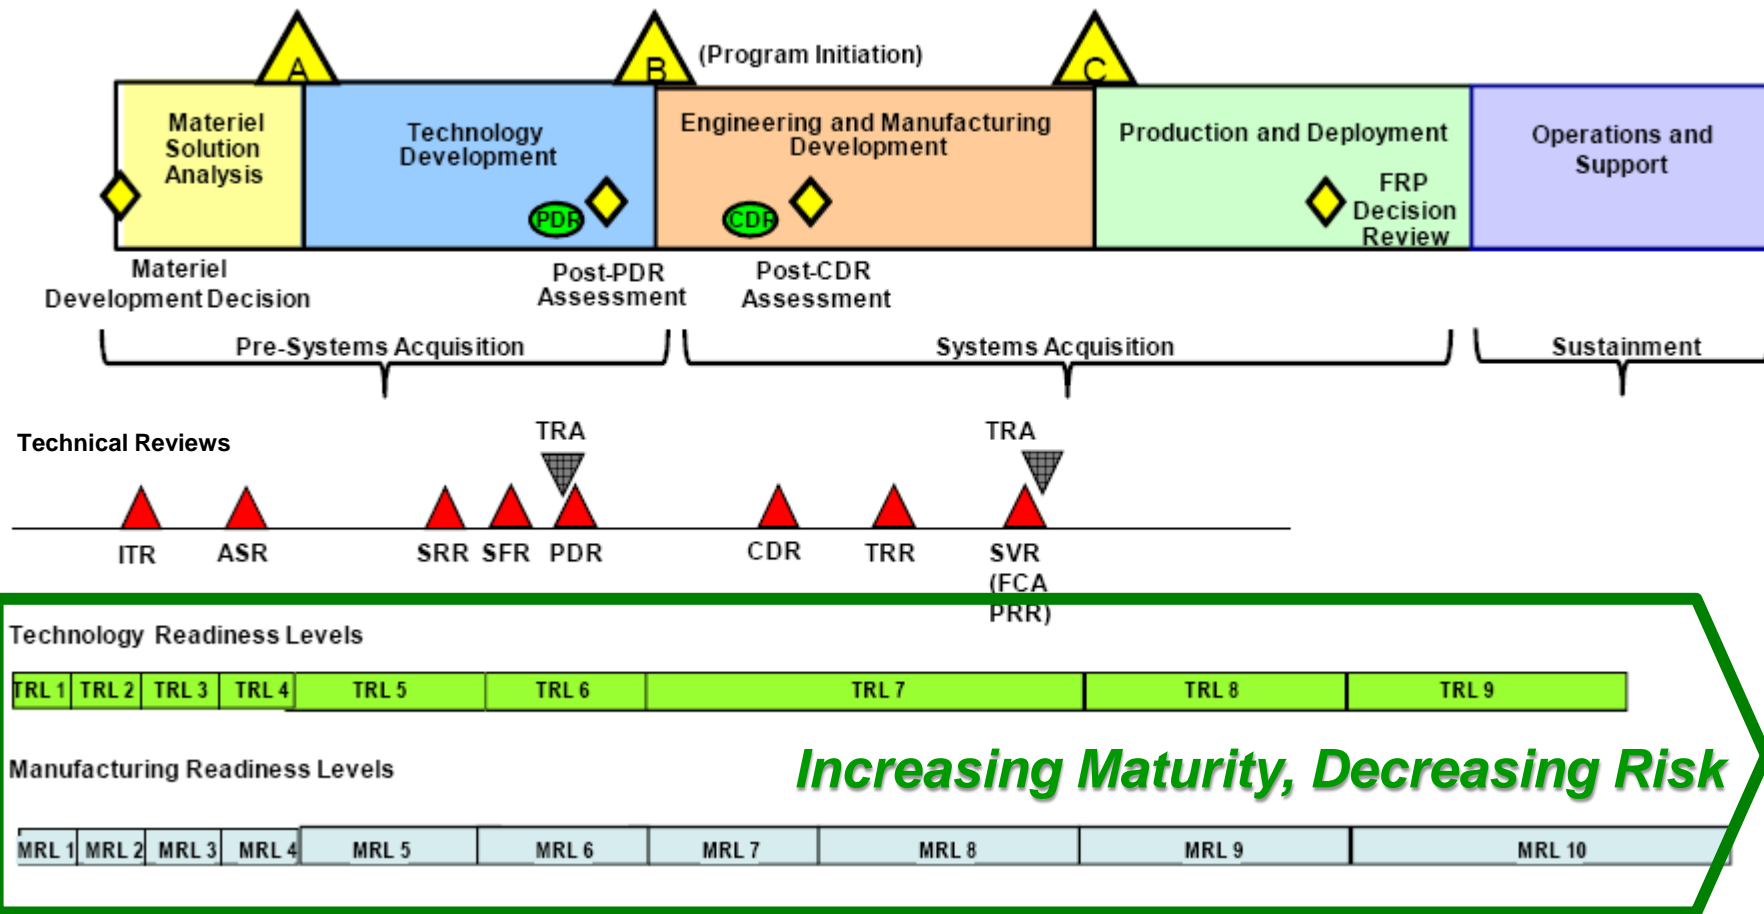 A
B
(Program Initiation)
C
Materiel
Solution
Analysis
Technology
Development
Engineering and Manufacturing
Development
Production and Deployment
Operations and
Support
PDR
CDR
FRP
Decision
Review
Materiel
Development Decision
Post-PDR
Assessment
Post-CDR
Assessment
Pre-Systems Acquisition
Systems Acquisition
Sustainment
Technical Reviews
TRA
TRA
ITR
ASR
SRR
SFR
PDR
CDR
TRR
SVR
(FCA
PRR)
Technology Readiness Levels
TRL 1
TRL 2
TRL 3
TRL 4
TRL 5
TRL 6
TRL 7
TRL 8
TRL 9
Increasing Maturity, Decreasing Risk
Manufacturing Readiness Levels
MRL 1
MRL 2
MRL 3
MRL 4
MRL 5
MRL 6
MRL 7
MRL 8
MRL 9
MRL 10